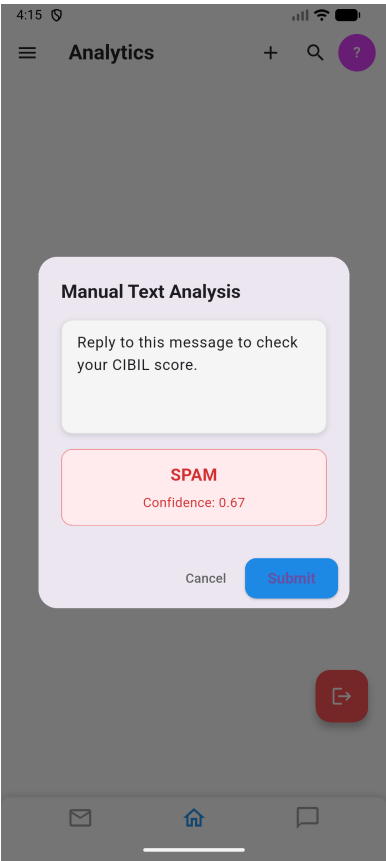 4:15
Analytics
?
Manual Text Analysis
Reply to this message to check
your CIBIL score.
SPAM
Confidence: 0.67
Cancel
Submit